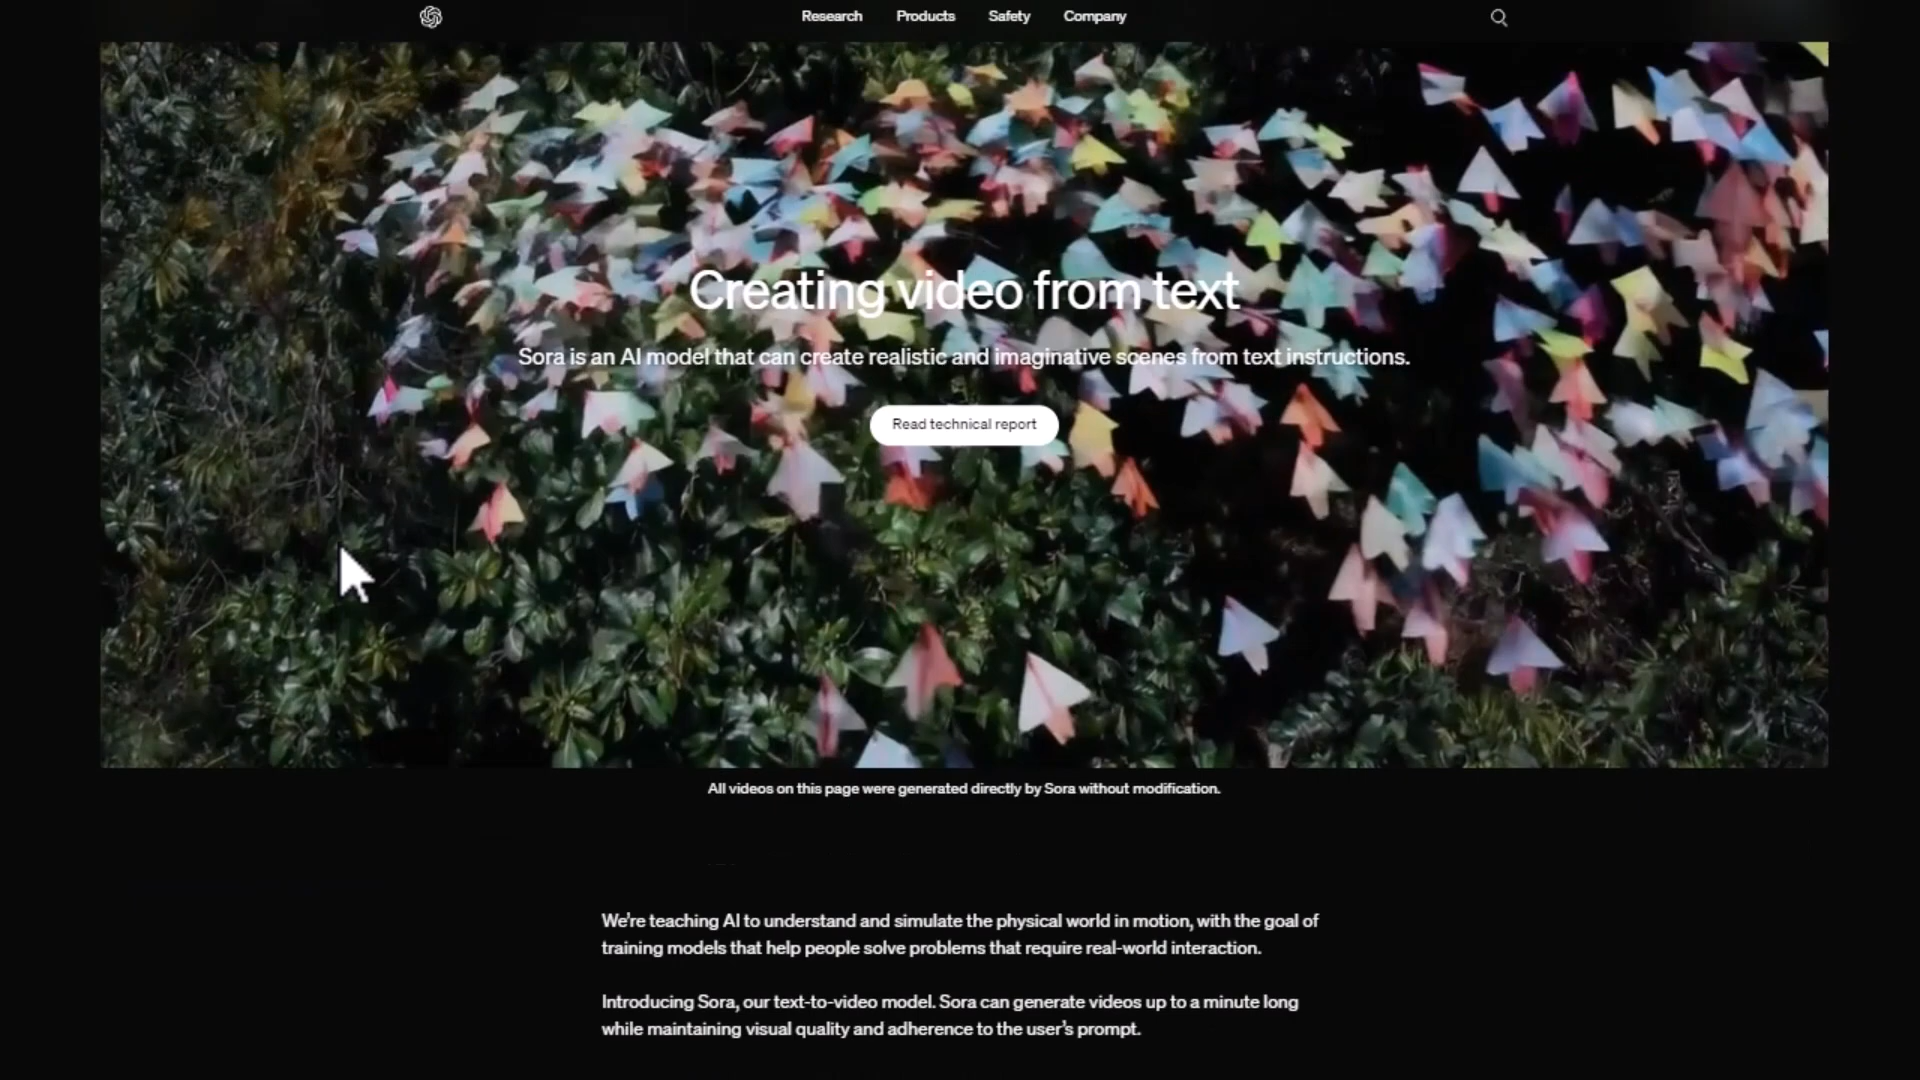 Research Products Safety Company
Creating video from text
Sora is an AI model that can create realistic and imaginative scenes from text instructions.
Read technical report
All videos on this page were generated directly by Sora without modification.
We're teaching AI to understand and simulate the physical world in motion, with the goal of
training models that help people solve problems that require real-world interaction.
Introducing Sora, our text-to-video model. Sora can generate videos up to a minute long
while maintaining visual quality and adherence to the user's prompt.